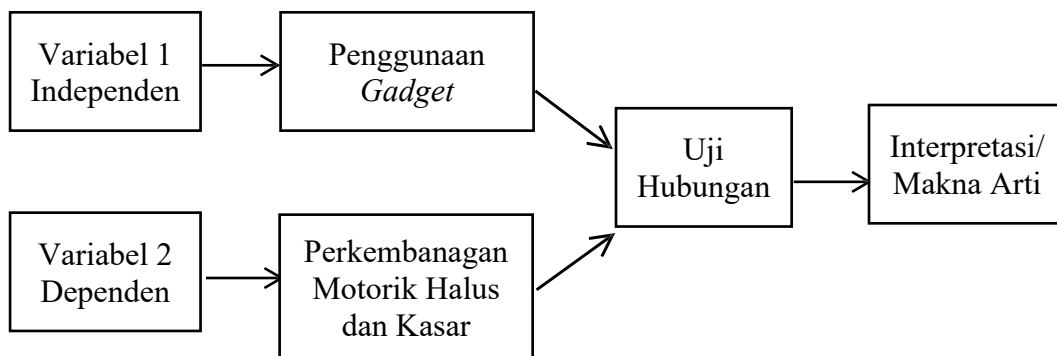 Variabel 1
Independen
Penggunaan
Gadget
Uji
Hubungan
Interpretasi/
Makna Arti
Variabel 2
Dependen
Perkembanagan
Motorik Halus
dan Kasar